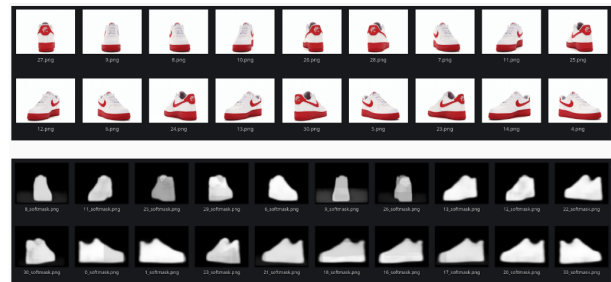 27.png 9.png 8.png 10.png 26.png 28.png 7.png 11.png 25.png
12.png 6.png 24.png 13.png 30.png 5.png 23.png 14.png 4.png
8_softmask.png 11_softmask.png 25_softmask.png 29_softmask.png 6_softmask.png 9_softmask.png 26_softmask.png 13_softmask.png 12_softmask.png 22_softmask.png
30_softmask.png 0_softmask.png 1_softmask.png 23_softmask.png 21_softmask.png 18_softmask.png 16_softmask.png 17_softmask.png 20_softmask.png 33_softmask.png